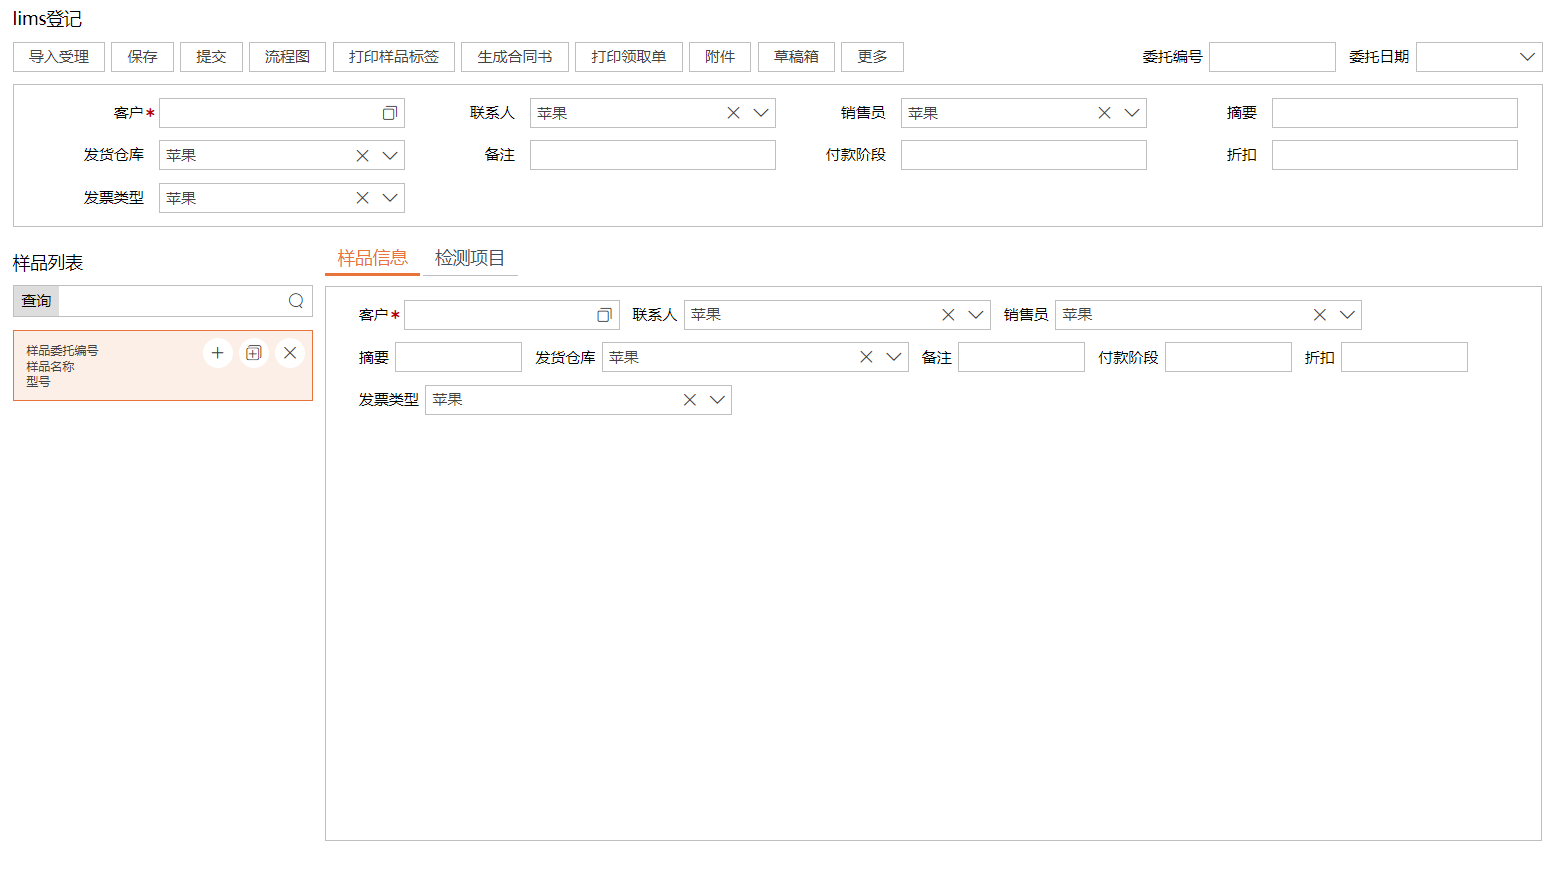 lims登记
导入受理 保存 提交 流程图 打印样品标签 生成合同书 打印领取单 附件 草稿箱 更多 委托编号 委托日期
客户* 联系人 苹果 销售员 苹果 摘要
发货仓库 苹果 备注 付款阶段 折扣
发票类型 苹果
样品列表
查询
样品委托编号
样品名称
型号
样品信息 检测项目
客户* 联系人 苹果 销售员 苹果
摘要 发货仓库 苹果 备注 付款阶段 折扣
发票类型 苹果